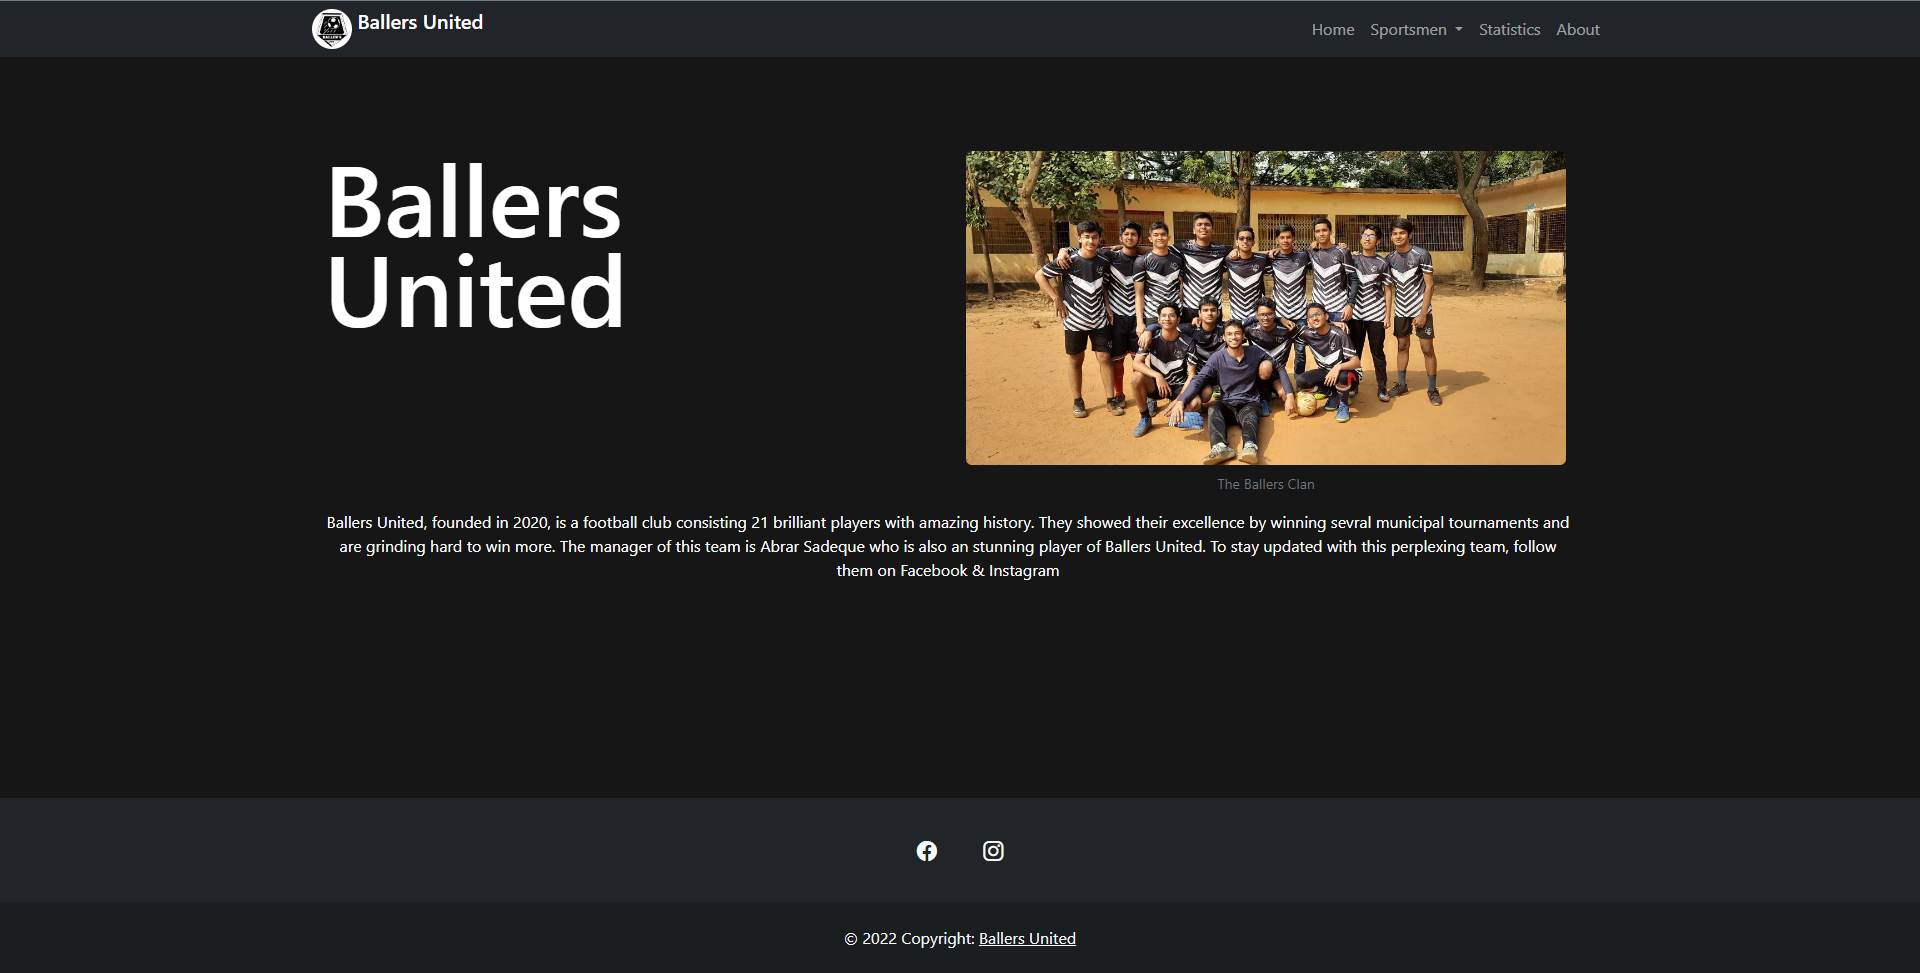 Ballers United
Home
Sportsmen
Statistics
About
Ballers
United
The Ballers Clan
Ballers United, founded in 2020, is a football club consisting 21 brilliant players with amazing history. They showed their excellence by winning sevral municipal tournaments and
are grinding hard to win more. The manager of this team is Abrar Sadeque who is also an stunning player of Ballers United. To stay updated with this perplexing team, follow
them on Facebook & Instagram
© 2022 Copyright: Ballers United